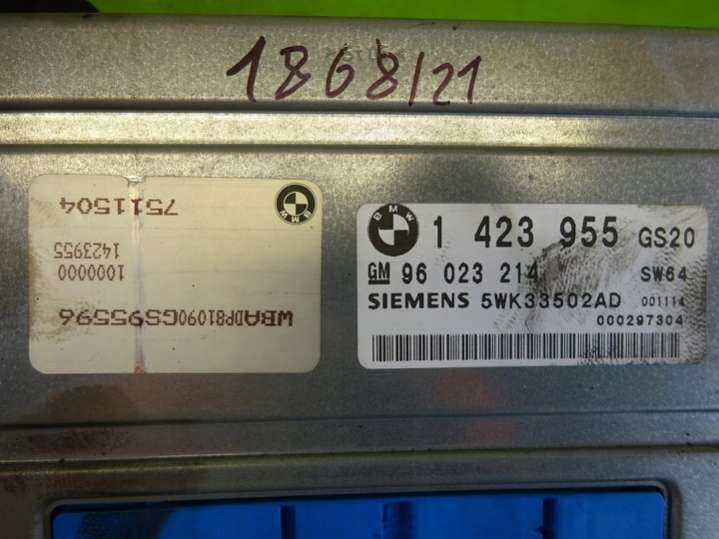 1868/21
7511504
1423955
1000000
WBADP81090GS95596
BMW
BMW 1 423 955 GS20
GM 96 023 214 SW64
SIEMENS 5WK33502AD 001114
000297304